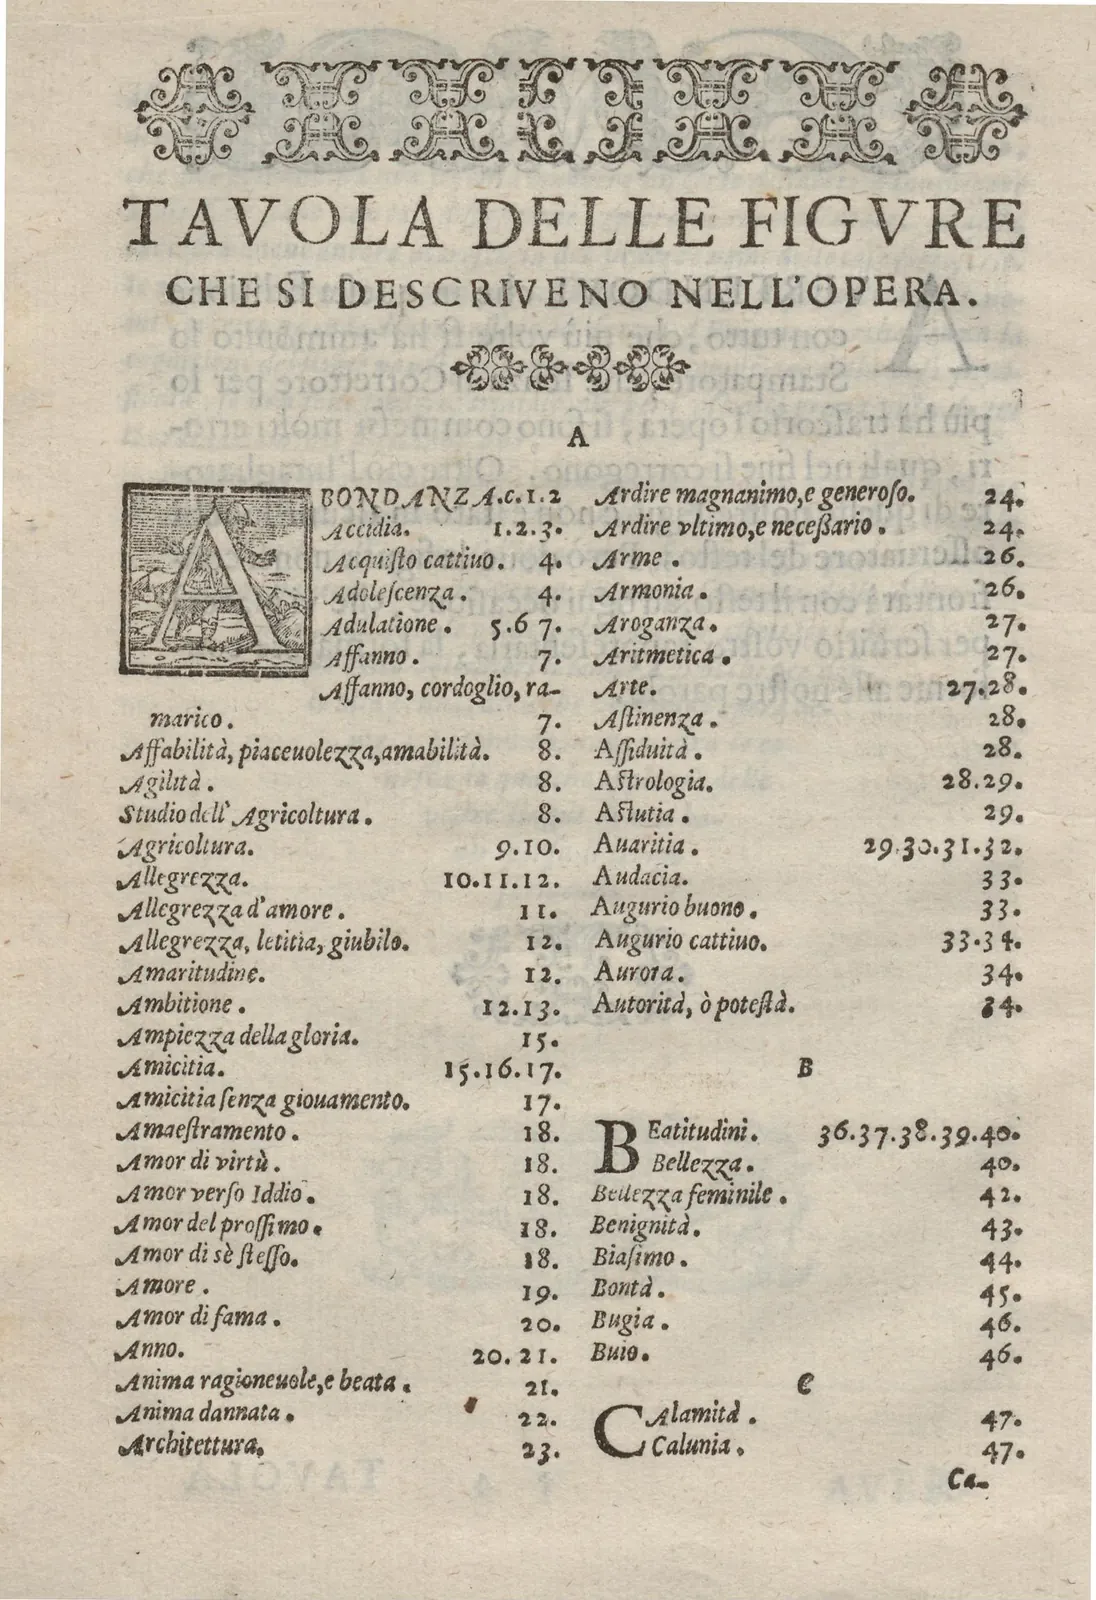 TAVOLA DELLE FIGVRE
CHE SI DESCRIVENO NELL'OPERA.
A
ABONDANZA.c.1.2
Accidia. 1.2.3.
Acquiſto cattiuo. 4.
Adoleſcenza. 4.
Adulatione. 5.6 7.
Affanno. 7.
Affanno, cordoglio, ra-
marico. 7.
Affabilità, piaceuolezza,amabilità. 8.
Agilità. 8.
Studio dell' Agricoltura. 8.
Agricoltura. 9.10.
Allegrezza. 10.11.12.
Allegrezza d'amore. 11.
Allegrezza, letitia, giubilo. 12.
Amaritudine. 12.
Ambitione. 12.13.
Ampiezza della gloria. 15.
Amicitia. 15.16.17.
Amicitia ſenza giouamento. 17.
Amaeſtramento. 18.
Amor di virtù. 18.
Amor verſo Iddio. 18.
Amor del proſſimo. 18.
Amor di sè ſteſſo. 18.
Amore. 19.
Amor di fama. 20.
Anno. 20.21.
Anima ragioneuole,e beata. 21.
Anima dannata. 22.
Architettura. 23.
Ardire magnanimo,e generoſo. 24.
Ardire vltimo,e neceßario. 24.
Arme. 26.
Armonia. 26.
Aroganza. 27.
Aritmetica. 27.
Arte. 27.28.
Aſtinenza. 28.
Aſſiduità. 28.
Aſtrologia. 28.29.
Aſtutia. 29.
Auaritia. 29.30.31.32.
Audacia. 33.
Augurio buono. 33.
Augurio cattiuo. 33.34.
Aurora. 34.
Autorità, ò poteſtà. 34.
B
BEatitudini. 36.37.38.39.40.
Bellezza. 40.
Bellezza feminile. 42.
Benignità. 43.
Biaſimo. 44.
Bontà. 45.
Bugia. 46.
Buio. 46.
C
CAlamità. 47.
Calunia. 47.
Ca-